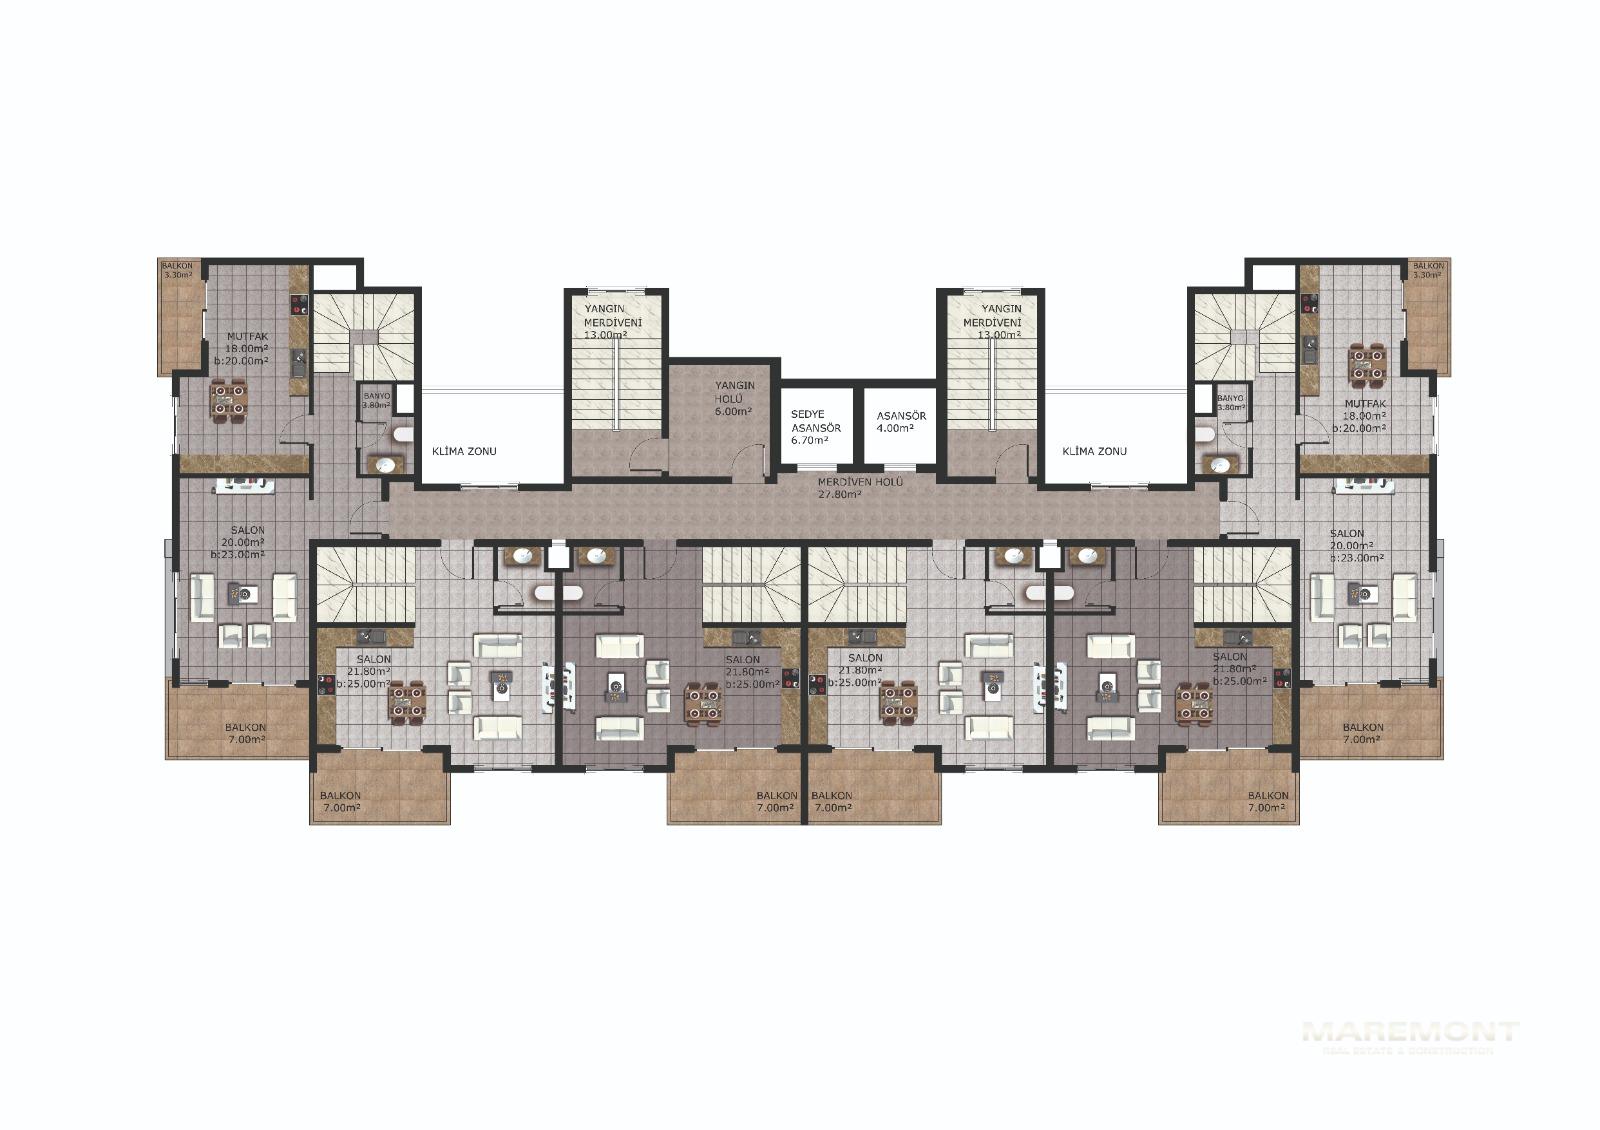 BALKON
3.30m²
MUTFAK
18.00m²
b:20.00m²
BANYO
3.80m²
KLİMA ZONU
YANGIN
MERDİVENİ
13.00m²
YANGIN
HOLÜ
6.00m²
SEDYE
ASANSÖR
6.70m²
ASANSÖR
4.00m²
YANGIN
MERDİVENİ
13.00m²
KLİMA ZONU
BANYO
3.80m²
BALKON
3.30m²
MUTFAK
18.00m²
b:20.00m²
MERDİVEN HOLÜ
27.80m²
SALON
20.00m²
b:23.00m²
SALON
20.00m²
b:23.00m²
SALON
21.80m²
b:25.00m²
SALON
21.80m²
b:25.00m²
SALON
21.80m²
b:25.00m²
SALON
21.80m²
b:25.00m²
BALKON
7.00m²
BALKON
7.00m²
BALKON
7.00m²
BALKON
7.00m²
BALKON
7.00m²
BALKON
7.00m²
MAREMONT
REAL ESTATE & CONSTRUCTION